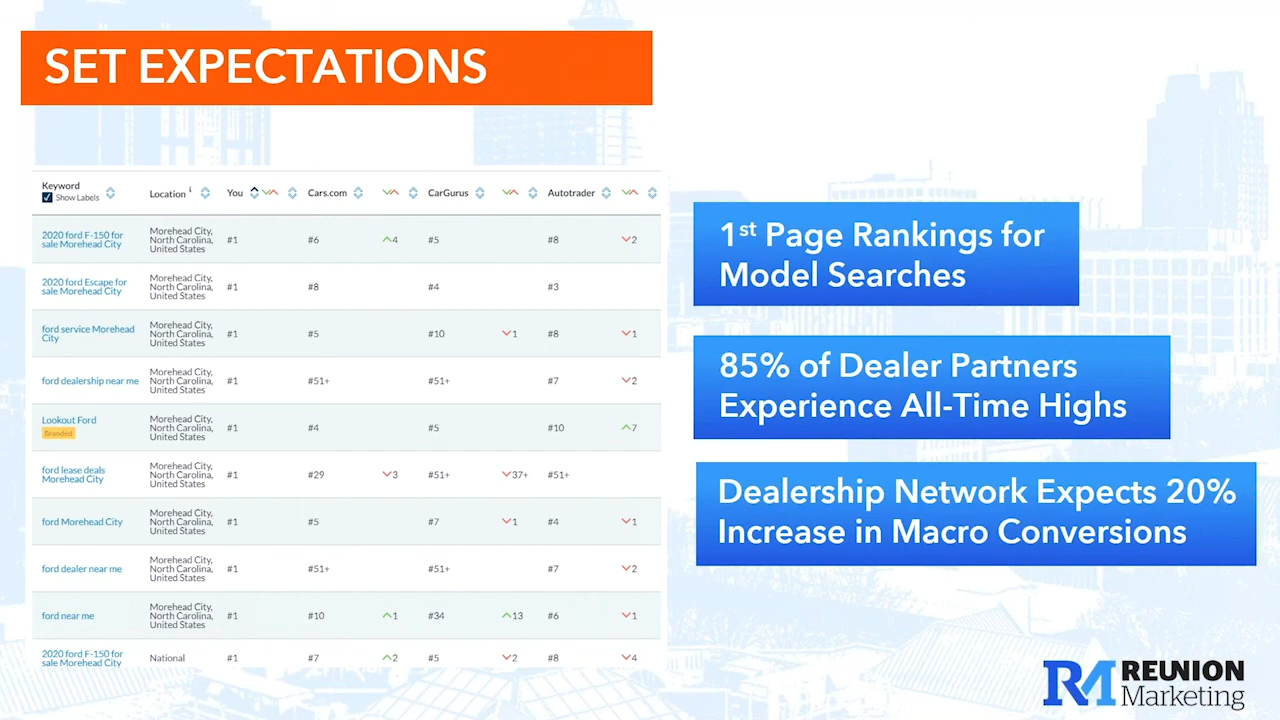 SET EXPECTATIONS
Keyword
Show Labels
Location i You Cars.com CarGurus Autotrader
2020 ford F-150 for
sale Morehead City
Morehead City,
North Carolina,
United States
#1 #6 4 #5 #8 2
2020 ford Escape for
sale Morehead City
Morehead City,
North Carolina,
United States
#1 #8 #4 #3
ford service Morehead
City
Morehead City,
North Carolina,
United States
#1 #5 #10 1 #8 1
ford dealership near me
Morehead City,
North Carolina,
United States
#1 #51+ #51+ #7 2
Lookout Ford
Branded
Morehead City,
North Carolina,
United States
#1 #4 #5 #10 7
ford lease deals
Morehead City
Morehead City,
North Carolina,
United States
#1 #29 3 #51+ 37+ #51+
ford Morehead City
Morehead City,
North Carolina,
United States
#1 #5 #7 1 #4 1
ford dealer near me
Morehead City,
North Carolina,
United States
#1 #51+ #51+ #7 2
ford near me
Morehead City,
North Carolina,
United States
#1 #10 1 #34 13 #6 1
2020 ford F-150 for
sale Morehead City
National #1 #7 2 #5 2 #8 4
1st Page Rankings for
Model Searches
85% of Dealer Partners
Experience All-Time Highs
Dealership Network Expects 20%
Increase in Macro Conversions
RM REUNION
Marketing